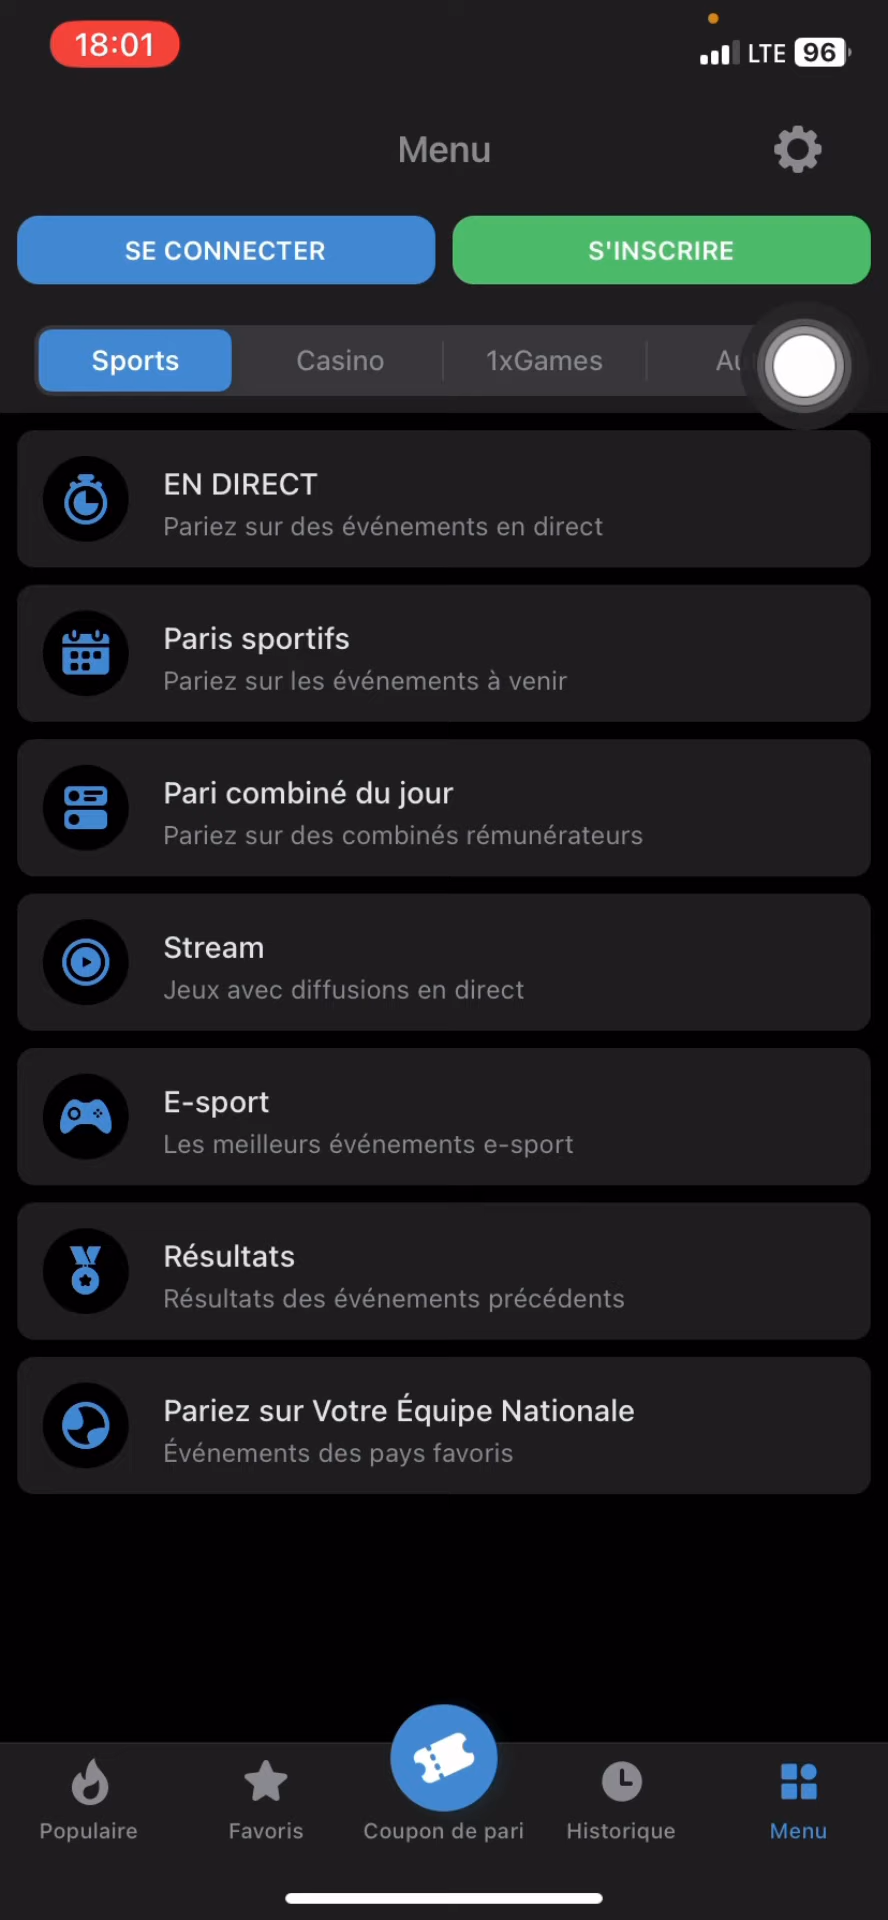 18:01
LTE 96
Menu
SE CONNECTER
S'INSCRIRE
Sports
Casino
1xGames
EN DIRECT
Pariez sur des événements en direct
Paris sportifs
Pariez sur les événements à venir
Pari combiné du jour
Pariez sur des combinés rémunérateurs
Stream
Jeux avec diffusions en direct
E-sport
Les meilleurs événements e-sport
Résultats
Résultats des événements précédents
Pariez sur Votre Équipe Nationale
Événements des pays favoris
Populaire
Favoris
Coupon de pari
Historique
Menu